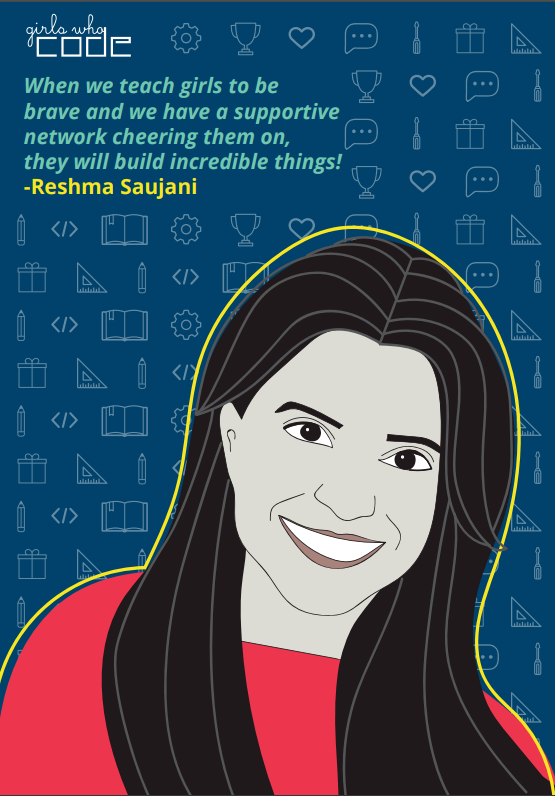 girls who
code
When we teach girls to be
brave and we have a supportive
network cheering them on,
they will build incredible things!
-Reshma Saujani